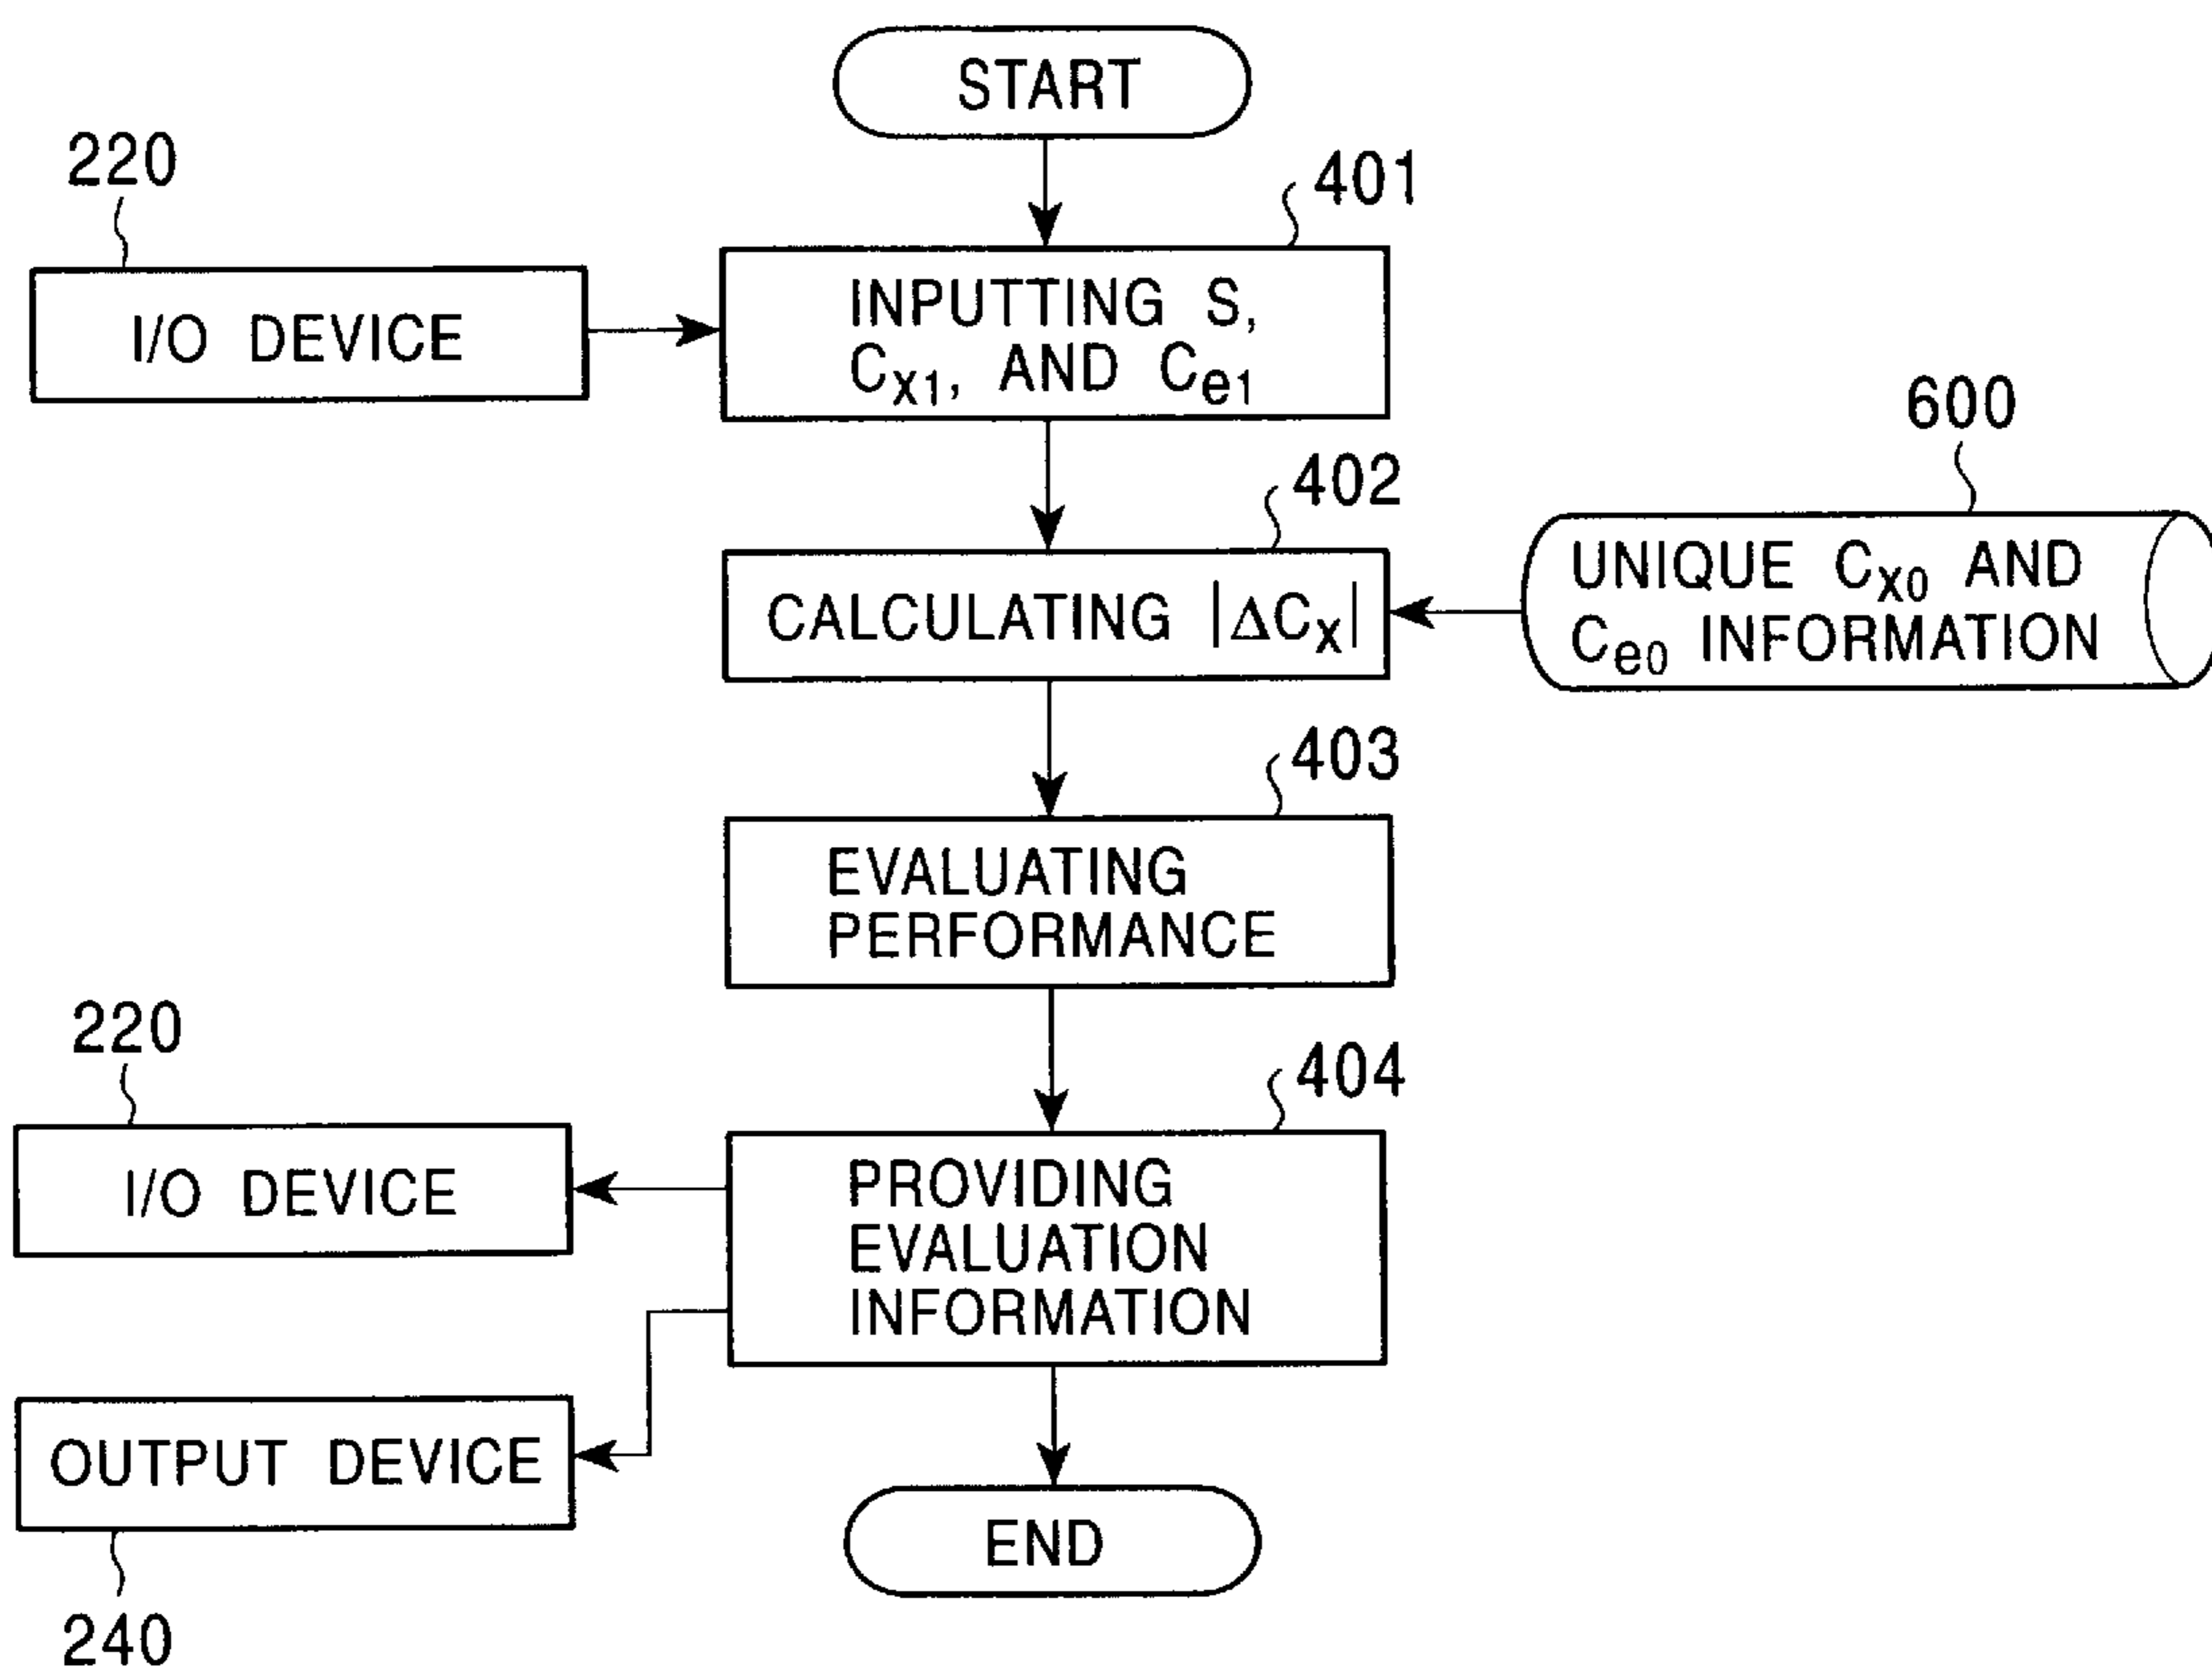 START
220
401
I/O DEVICE
INPUTTING S,
Cx1, AND Ce1
600
402
UNIQUE Cx0 AND
Ce0 INFORMATION
CALCULATING |ΔCx|
403
EVALUATING
PERFORMANCE
220
404
I/O DEVICE
PROVIDING
EVALUATION
INFORMATION
OUTPUT DEVICE
END
240